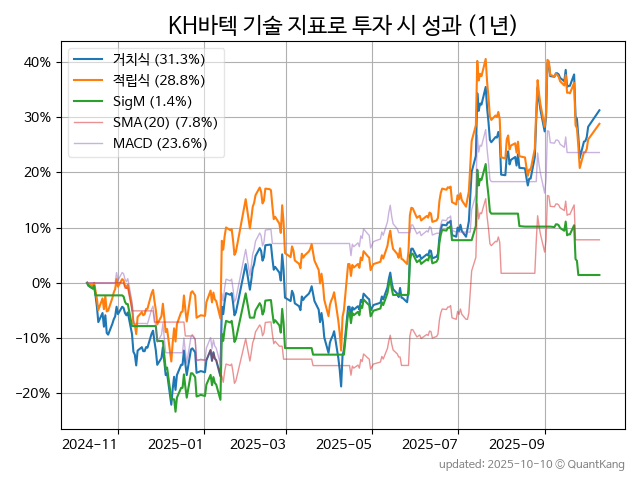 KH바텍 기술 지표로 투자 시 성과 (1년)
거치식 (31.3%)
적립식 (28.8%)
SigM (1.4%)
SMA(20) (7.8%)
MACD (23.6%)
40%
30%
20%
10%
0%
−10%
−20%
2024-11 2025-01 2025-03 2025-05 2025-07 2025-09
updated: 2025-10-10 © QuantKang